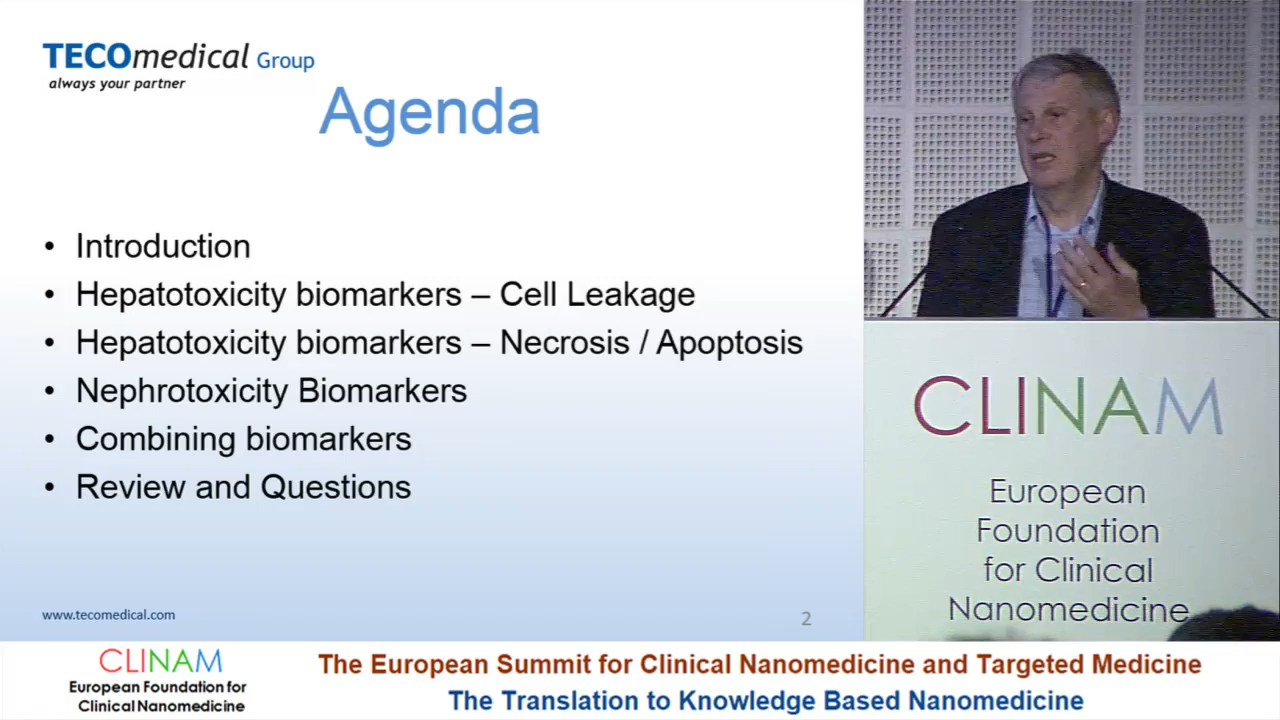 TECOmedical Group
always your partner
Agenda
• Introduction
• Hepatotoxicity biomarkers – Cell Leakage
• Hepatotoxicity biomarkers – Necrosis / Apoptosis
• Nephrotoxicity Biomarkers
• Combining biomarkers
• Review and Questions
www.tecomedical.com
2
CLINAM
European
Foundation
for Clinical
Nanomedicine
CLINAM
European Foundation for
Clinical Nanomedicine
The European Summit for Clinical Nanomedicine and Targeted Medicine
The Translation to Knowledge Based Nanomedicine